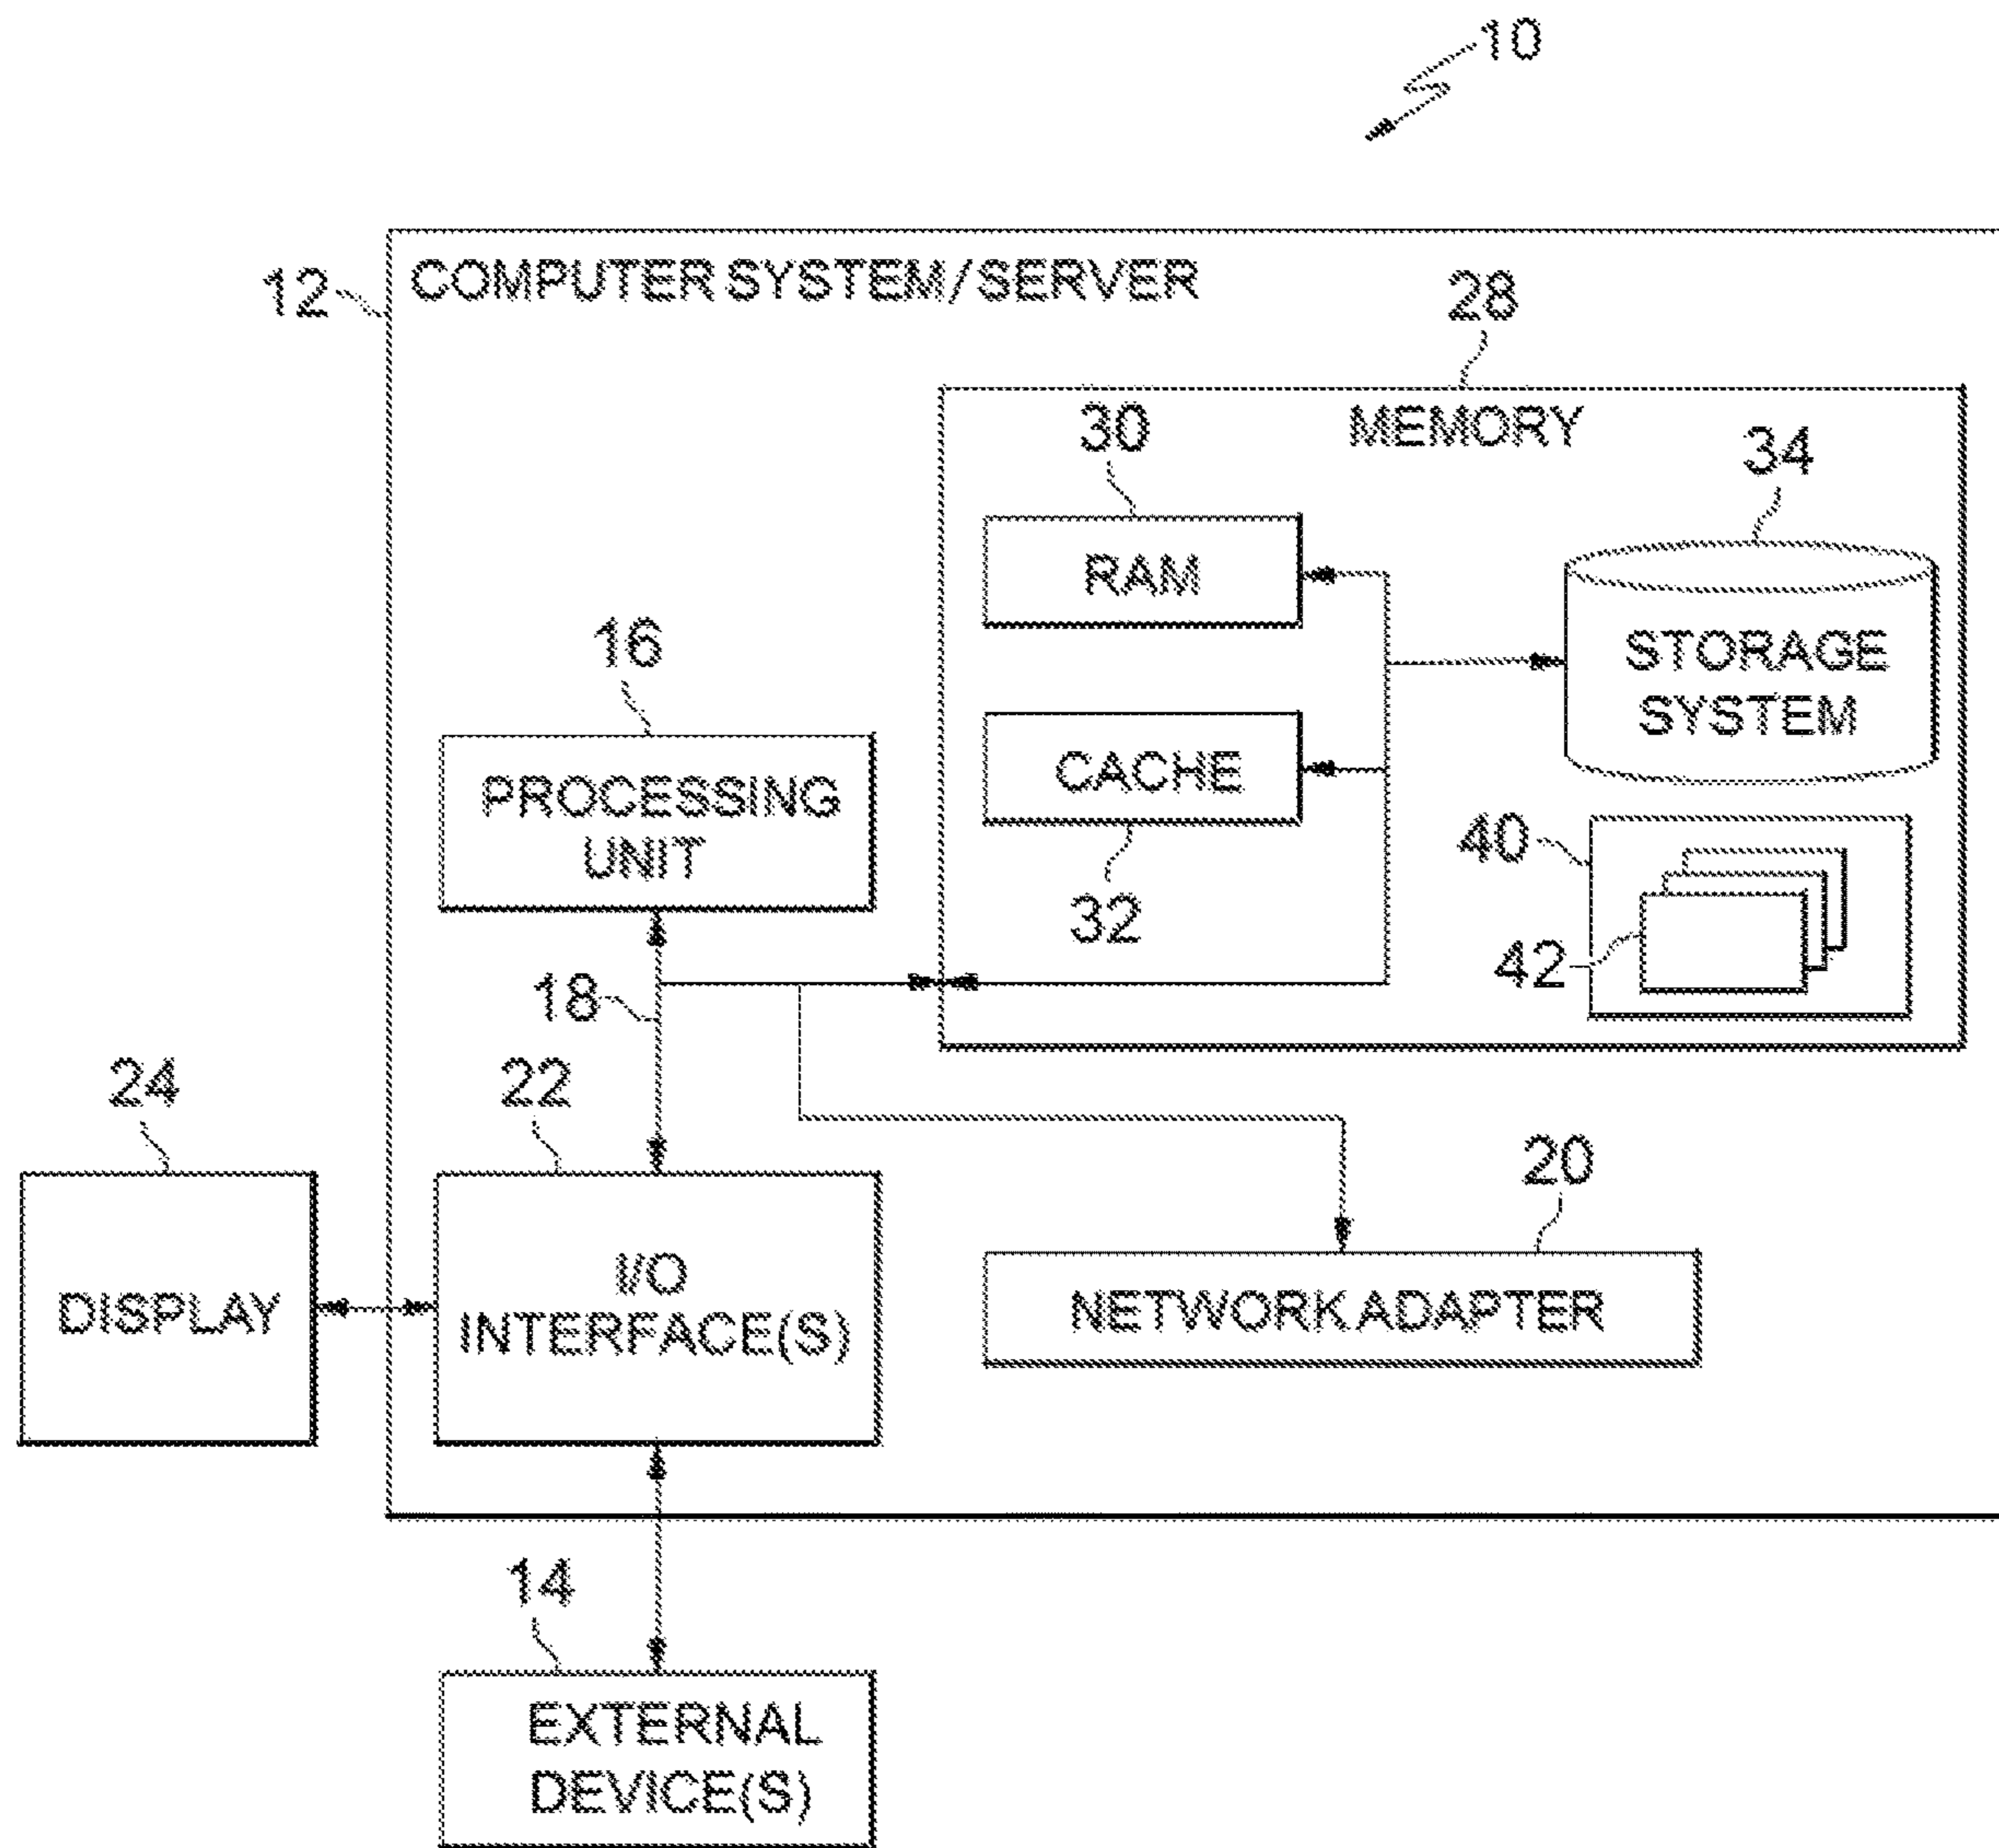 10
12
COMPUTER SYSTEM/SERVER
28
MEMORY
30
34
RAM
STORAGE
SYSTEM
16
PROCESSING
UNIT
CACHE
32
40
42
18
24
22
20
DISPLAY
I/O
INTERFACE(S)
NETWORK ADAPTER
14
EXTERNAL
DEVICE(S)